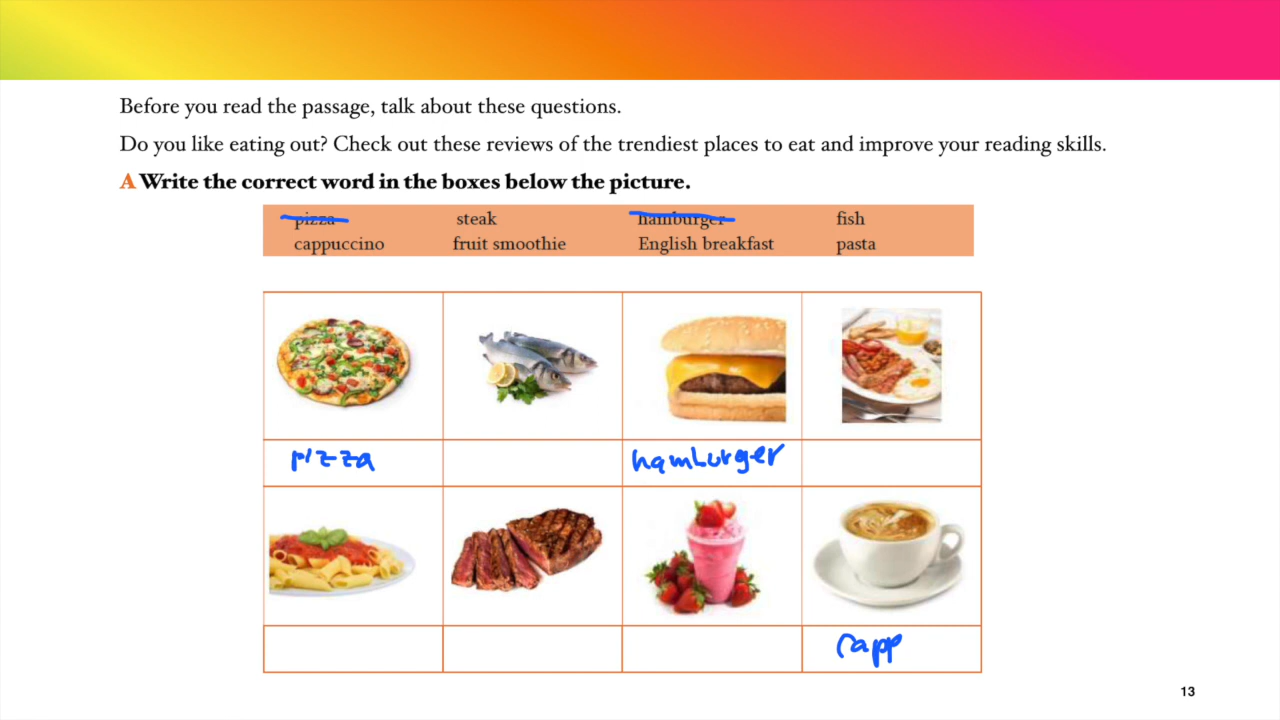 Before you read the passage, talk about these questions.
Do you like eating out? Check out these reviews of the trendiest places to eat and improve your reading skills.
A Write the correct word in the boxes below the picture.
pizza steak hamburger fish
cappuccino fruit smoothie English breakfast pasta
pizza hamburger
capp
13